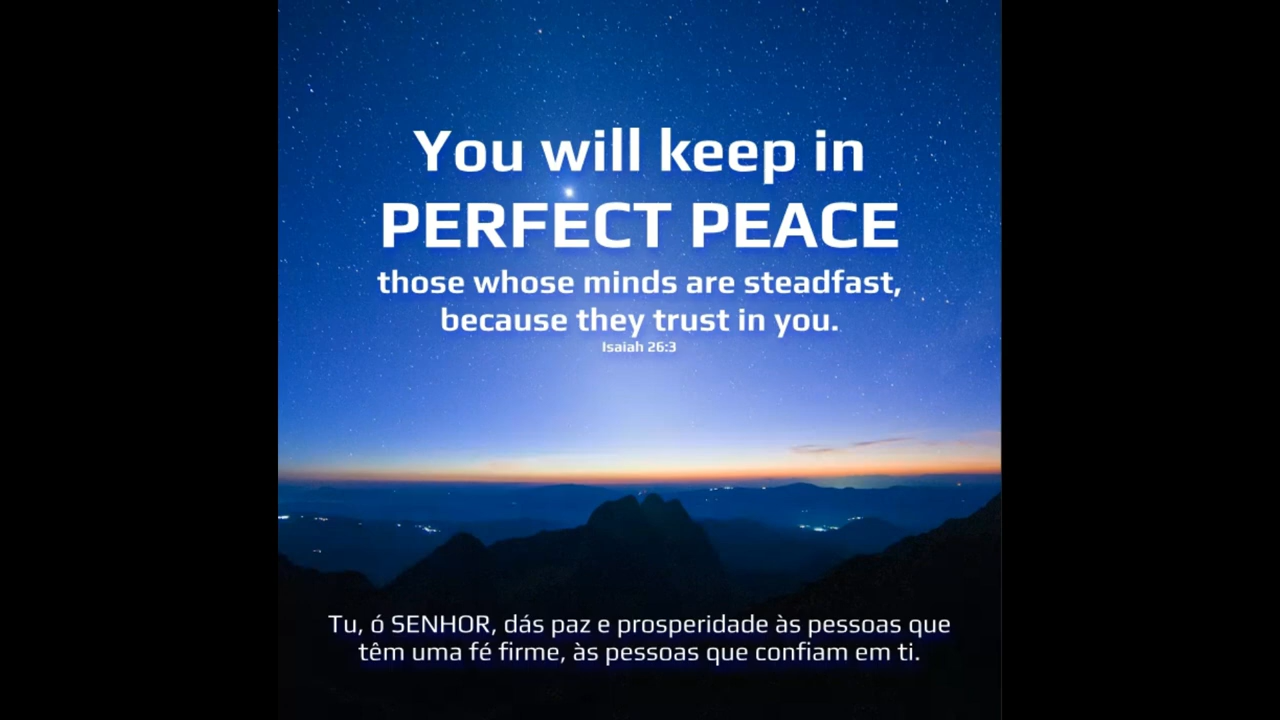 You will keep in
PERFECT PEACE
those whose minds are steadfast,
because they trust in you.
Isaiah 26:3
Tu, ó SENHOR, dás paz e prosperidade às pessoas que
têm uma fé firme, às pessoas que confiam em ti.